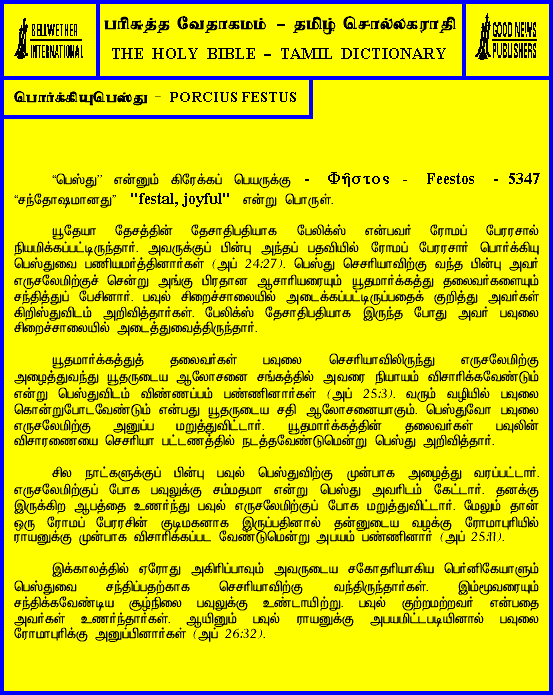 BELLWETHER
INTERNATIONAL
பரிசுத்த வேதாகமம் – தமிழ் சொல்லகராதி
THE HOLY BIBLE – TAMIL DICTIONARY
GOOD NEWS
PUBLISHERS
பொர்க்கியுபெஸ்து – PORCIUS FESTUS
“பெஸ்து” என்னும் கிரேக்கப் பெயருக்கு - Φῆστος - Feestos - 5347
“சந்தோஷமானது” "festal, joyful" என்று பொருள்.
யூதேயா தேசத்தின் தேசாதிபதியாக பேலிக்ஸ் என்பவர் ரோமப் பேரரசால்
நியமிக்கப்பட்டிருந்தார். அவருக்குப் பின்பு அந்தப் பதவியில் ரோமப் பேரரசார் பொர்க்கியு
பெஸ்துவை பணியமர்த்தினார்கள் (அப் 24:27). பெஸ்து செசரியாவிற்கு வந்த பின்பு அவர்
எருசலேமிற்குச் சென்று அங்கு பிரதான ஆசாரியரையும் யூதமார்க்கத்து தலைவர்களையும்
சந்தித்துப் பேசினார். பவுல் சிறைச்சாலையில் அடைக்கப்பட்டிருப்பதைக் குறித்து அவர்கள்
கிறிஸ்துவிடம் அறிவித்தார்கள். பேலிக்ஸ் தேசாதிபதியாக இருந்த போது அவர் பவுலை
சிறைச்சாலையில் அடைத்துவைத்திருந்தார்.
யூதமார்க்கத்துத் தலைவர்கள் பவுலை செசரியாவிலிருந்து எருசலேமிற்கு
அழைத்துவந்து யூதருடைய ஆலோசனை சங்கத்தில் அவரை நியாயம் விசாரிக்கவேண்டும்
என்று பெஸ்துவிடம் விண்ணப்பம் பண்ணினார்கள் (அப் 25:3). வரும் வழியில் பவுலை
கொன்றுபோடவேண்டும் என்பது யூதருடைய சதி ஆலோசனையாகும். பெஸ்துவோ பவுலை
எருசலேமிற்கு அனுப்ப மறுத்துவிட்டார். யூதமார்க்கத்தின் தலைவர்கள் பவுலின்
விசாரணையை செசரியா பட்டணத்தில் நடத்தவேண்டுமென்று பெஸ்து அறிவித்தார்.
சில நாட்களுக்குப் பின்பு பவுல் பெஸ்துவிற்கு முன்பாக அழைத்து வரப்பட்டார்.
எருசலேமிற்குப் போக பவுலுக்கு சம்மதமா என்று பெஸ்து அவரிடம் கேட்டார். தனக்கு
இருக்கிற ஆபத்தை உணர்ந்து பவுல் எருசலேமிற்குப் போக மறுத்துவிட்டார். மேலும் தான்
ஒரு ரோமப் பேரரசின் குடிமகனாக இருப்பதினால் தன்னுடைய வழக்கு ரோமாபுரியில்
ராயனுக்கு முன்பாக விசாரிக்கப்பட வேண்டுமென்று அபயம் பண்ணினார் (அப் 25:11).
இக்காலத்தில் ஏரோது அகிரிப்பாவும் அவருடைய சகோதரியாகிய பெர்னிகேயாளும்
பெஸ்துவை சந்திப்பதற்காக செசரியாவிற்கு வந்திருந்தார்கள். இம்மூவரையும்
சந்திக்கவேண்டிய சூழ்நிலை பவுலுக்கு உண்டாயிற்று. பவுல் குற்றமற்றவர் என்பதை
அவர்கள் உணர்ந்தார்கள். ஆயினும் பவுல் ராயனுக்கு அபயமிட்டபடியினால் பவுலை
ரோமாபுரிக்கு அனுப்பினார்கள் (அப் 26:32).